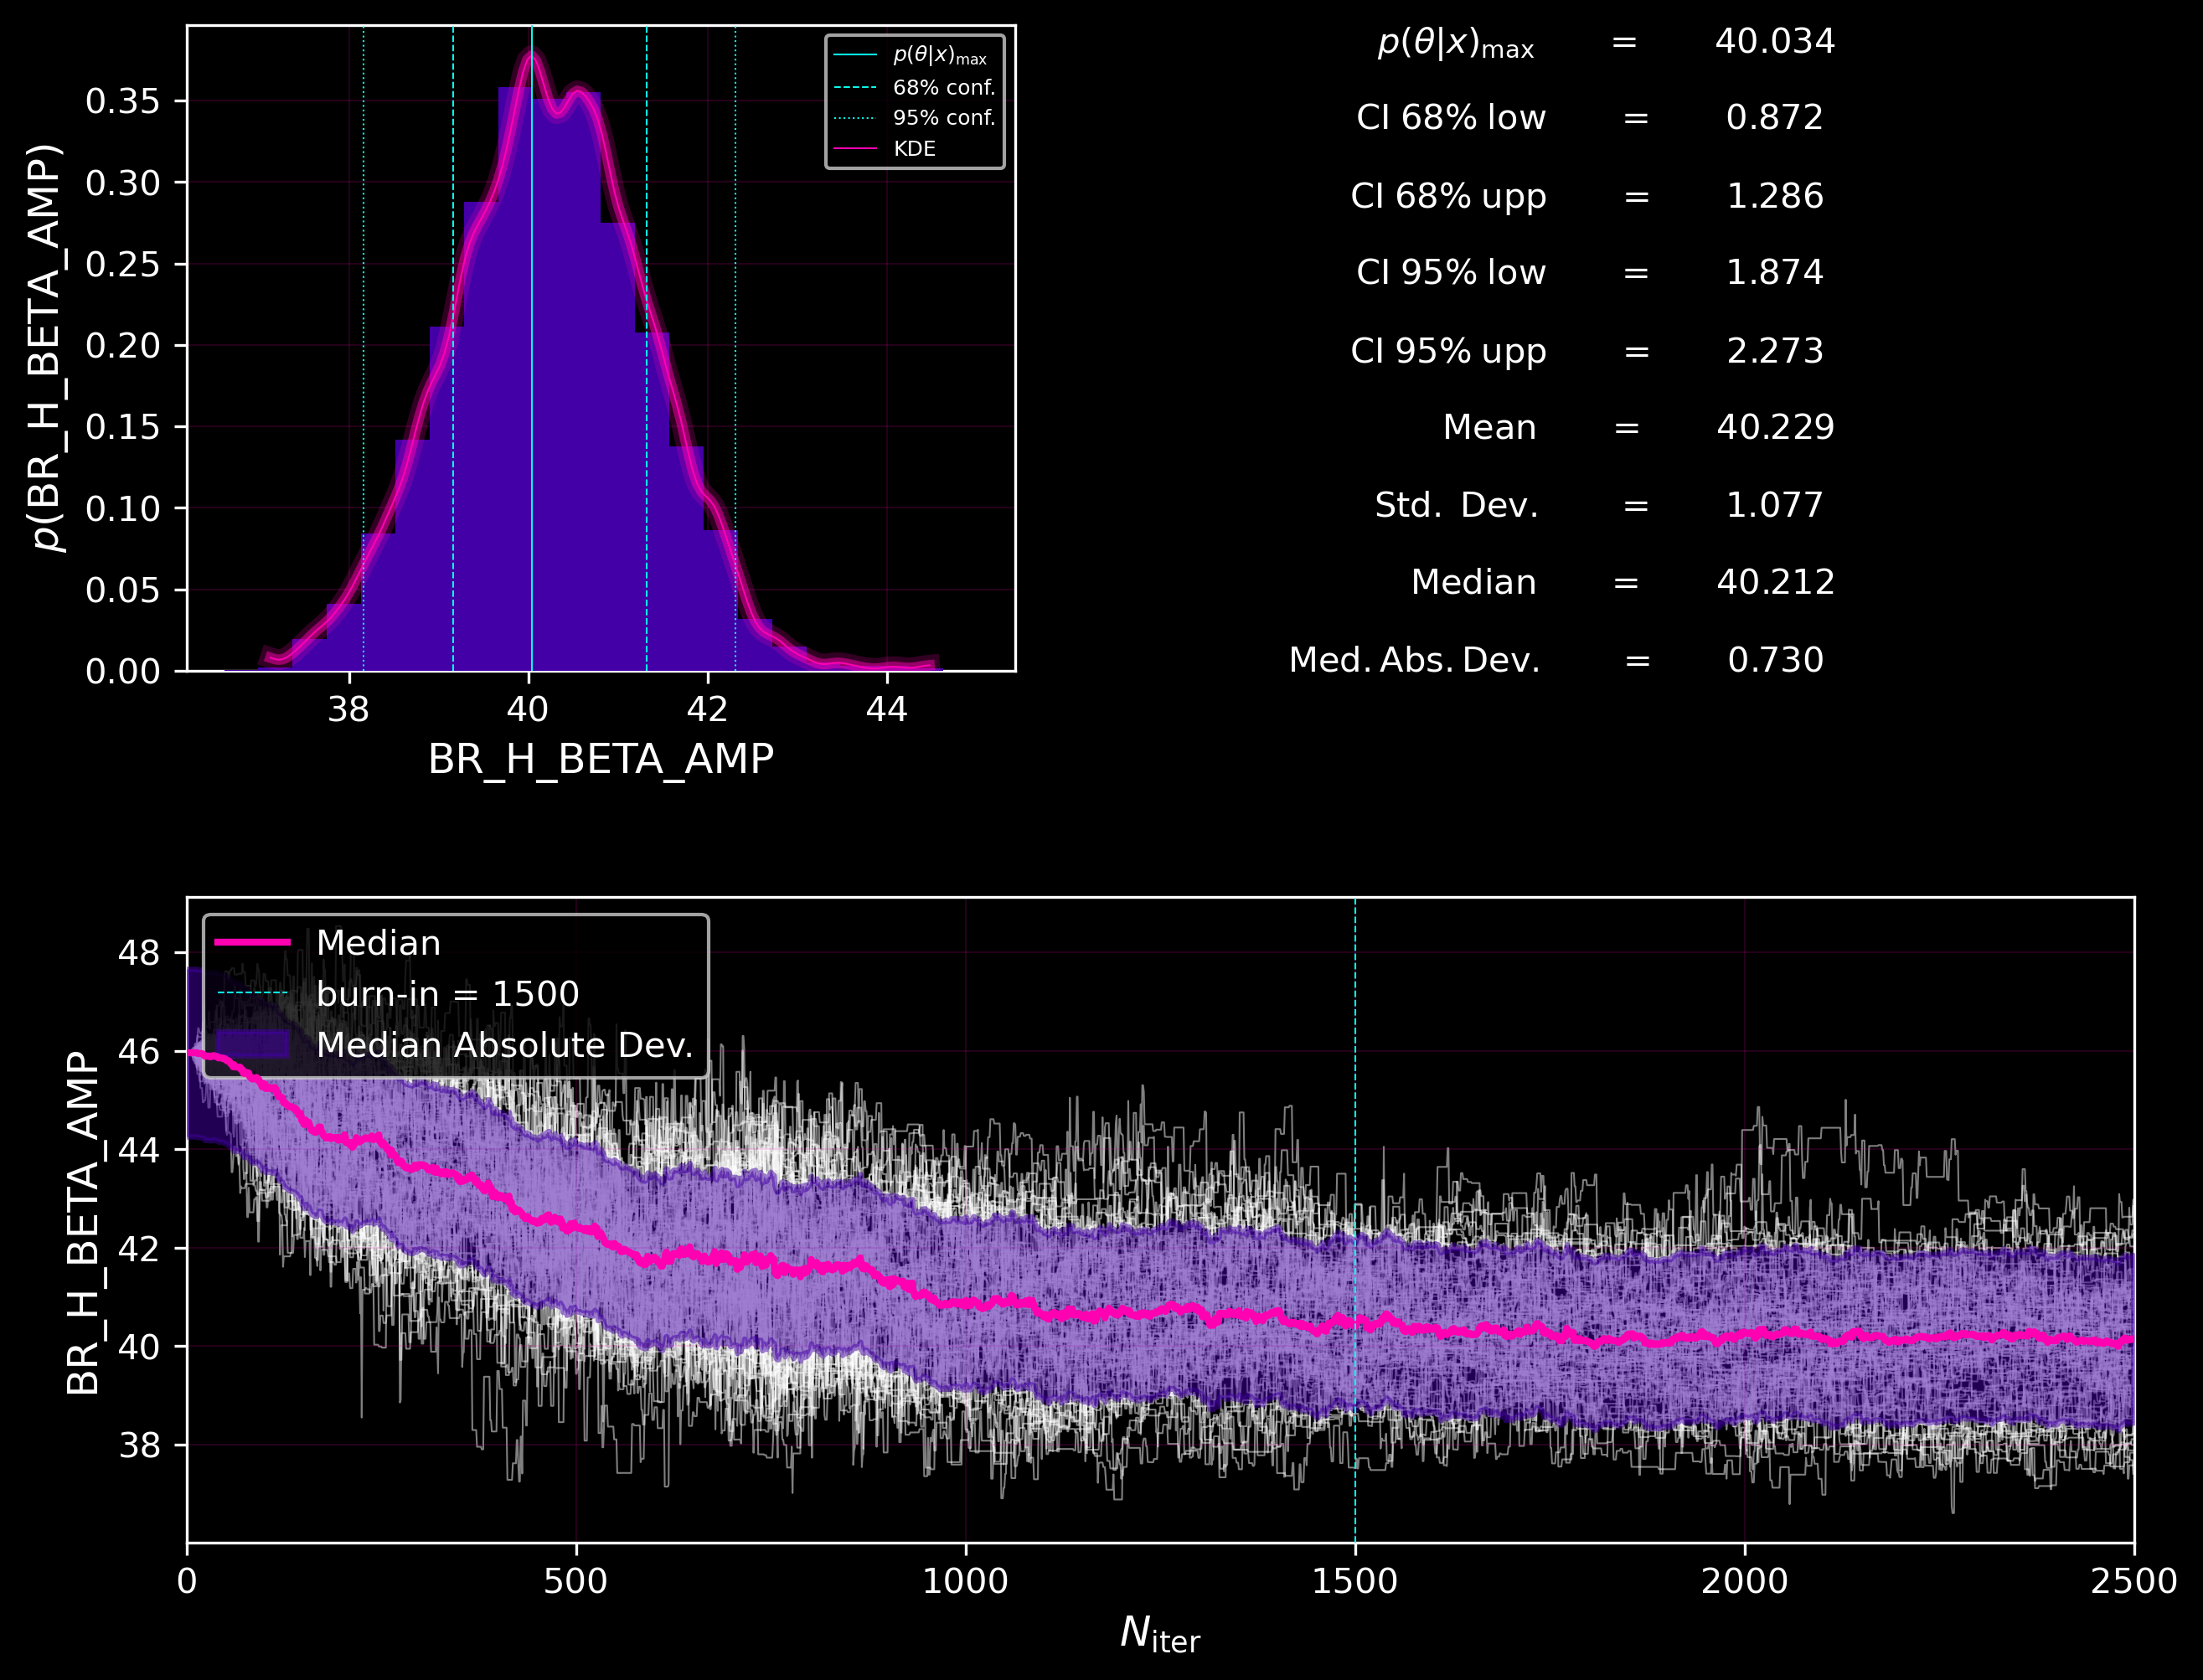 p(BR_H_BETA_AMP)
0.35
0.30
0.25
0.20
0.15
0.10
0.05
0.00
38 40 42 44
BR_H_BETA_AMP
p(θ|x)max
68% conf.
95% conf.
KDE
p(θ|x)max = 40.034
CI 68% low = 0.872
CI 68% upp = 1.286
CI 95% low = 1.874
CI 95% upp = 2.273
Mean = 40.229
Std. Dev. = 1.077
Median = 40.212
Med. Abs. Dev. = 0.730
BR_H_BETA_AMP
48
46
44
42
40
38
Median
burn-in = 1500
Median Absolute Dev.
0 500 1000 1500 2000 2500
Niter